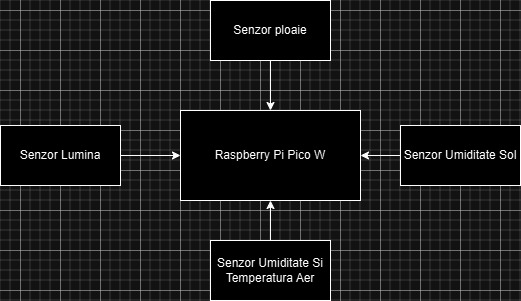 Senzor ploaie
Senzor Lumina
Raspberry Pi Pico W
Senzor Umiditate Sol
Senzor Umiditate Si
Temperatura Aer